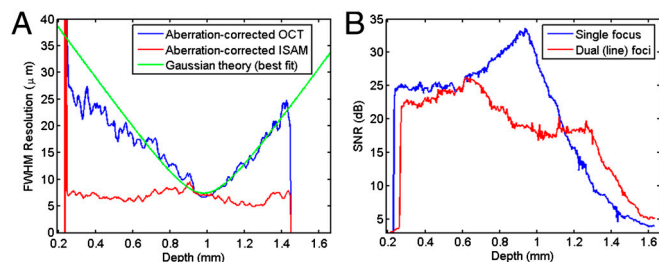 A
Aberration-corrected OCT
Aberration-corrected ISAM
Gaussian theory (best fit)
FWHM Resolution (μm)
40
35
30
25
20
15
10
5
0
0.2 0.4 0.6 0.8 1.0 1.2 1.4 1.6
Depth (mm)
B
Single focus
Dual (line) foci
SNR (dB)
35
30
25
20
15
10
5
0.2 0.4 0.6 0.8 1.0 1.2 1.4 1.6
Depth (mm)